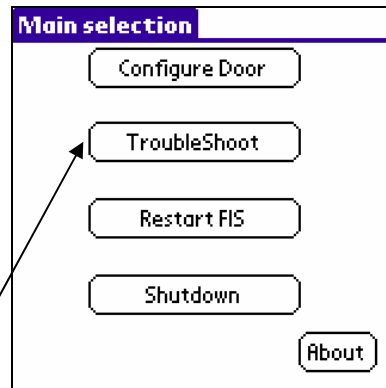 Main selection
Configure Door
TroubleShoot
Restart FIS
Shutdown
About